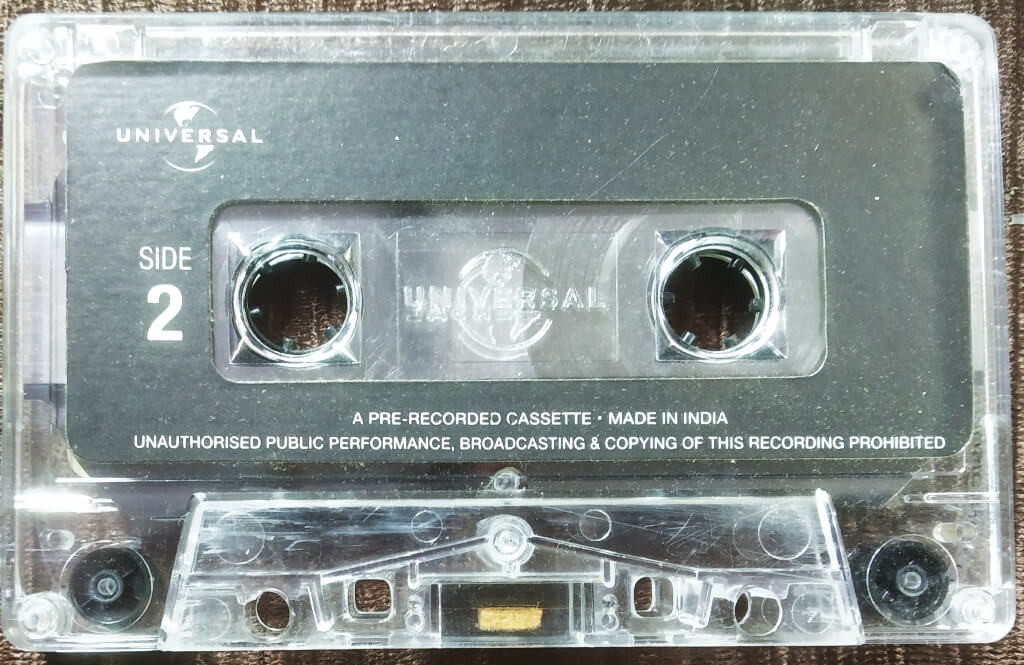 UNIVERSAL
SIDE
2
UNIVERSAL
A PRE-RECORDED CASSETTE • MADE IN INDIA
UNAUTHORISED PUBLIC PERFORMANCE, BROADCASTING & COPYING OF THIS RECORDING PROHIBITED